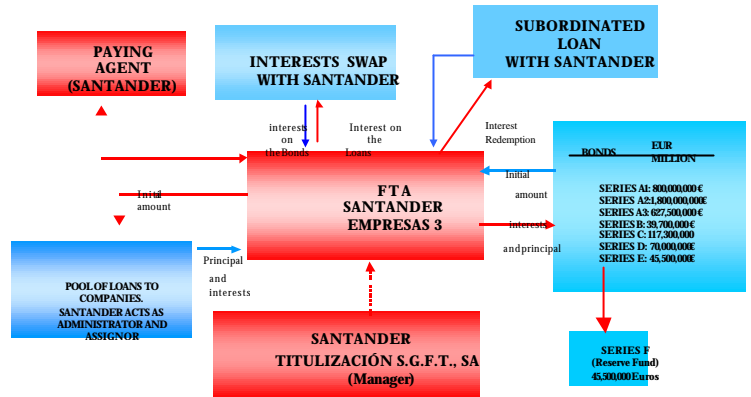 PAYING
AGENT
(SANTANDER)
INTERESTS SWAP
WITH SANTANDER
SUBORDINATED
LOAN
WITH SANTANDER
interests
on
the Bonds
Interest on
the
Loans
Interest
Redemption
BONDS
EUR
MILLION
SERIES A1: 800,000,000€
SERIES A2:1,800,000,000€
SERIES A3: 627,500,000€
SERIES B: 39,700,000€
SERIES C: 117,300,000
SERIES D: 70,000,000€
SERIES E: 45,500,000€
Initial
amount
FTA
SANTANDER
EMPRESAS 3
Initial
amount
interests
and principal
Principal
and
interests
POOL OF LOANS TO
COMPANIES.
SANTANDER ACTS AS
ADMINISTRATOR AND
ASSIGNOR
SANTANDER
TITULIZACIÓN S.G.F.T., SA
(Manager)
SERIES F
(Reserve Fund)
45,500,000 Euros